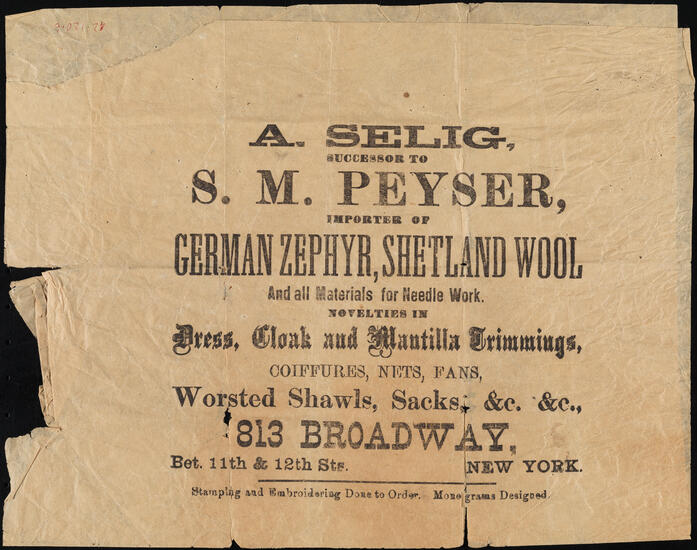 A. SELIG,
SUCCESSOR TO
S. M. PEYSER,
IMPORTER OF
GERMAN ZEPHYR, SHETLAND WOOL
And all Materials for Needle Work.
NOVELTIES IN
Dress, Cloak and Mantilla Trimmings,
COIFFURES, NETS, FANS,
Worsted Shawls, Sacks, &c. &c.,
813 BROADWAY,
Bet. 11th & 12th Sts. NEW YORK.
Stamping and Embroidering Done to Order. Monograms Designed.